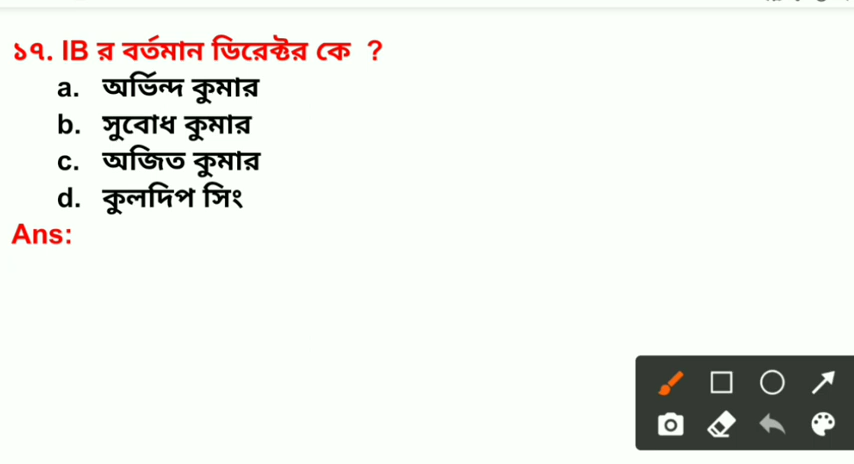 ১৭. IB র বর্তমান ডিরেক্টর কে ?
a. অর্ভিন্দ কুমার
b. সুবোধ কুমার
c. অজিত কুমার
d. কুলদিপ সিং
Ans: